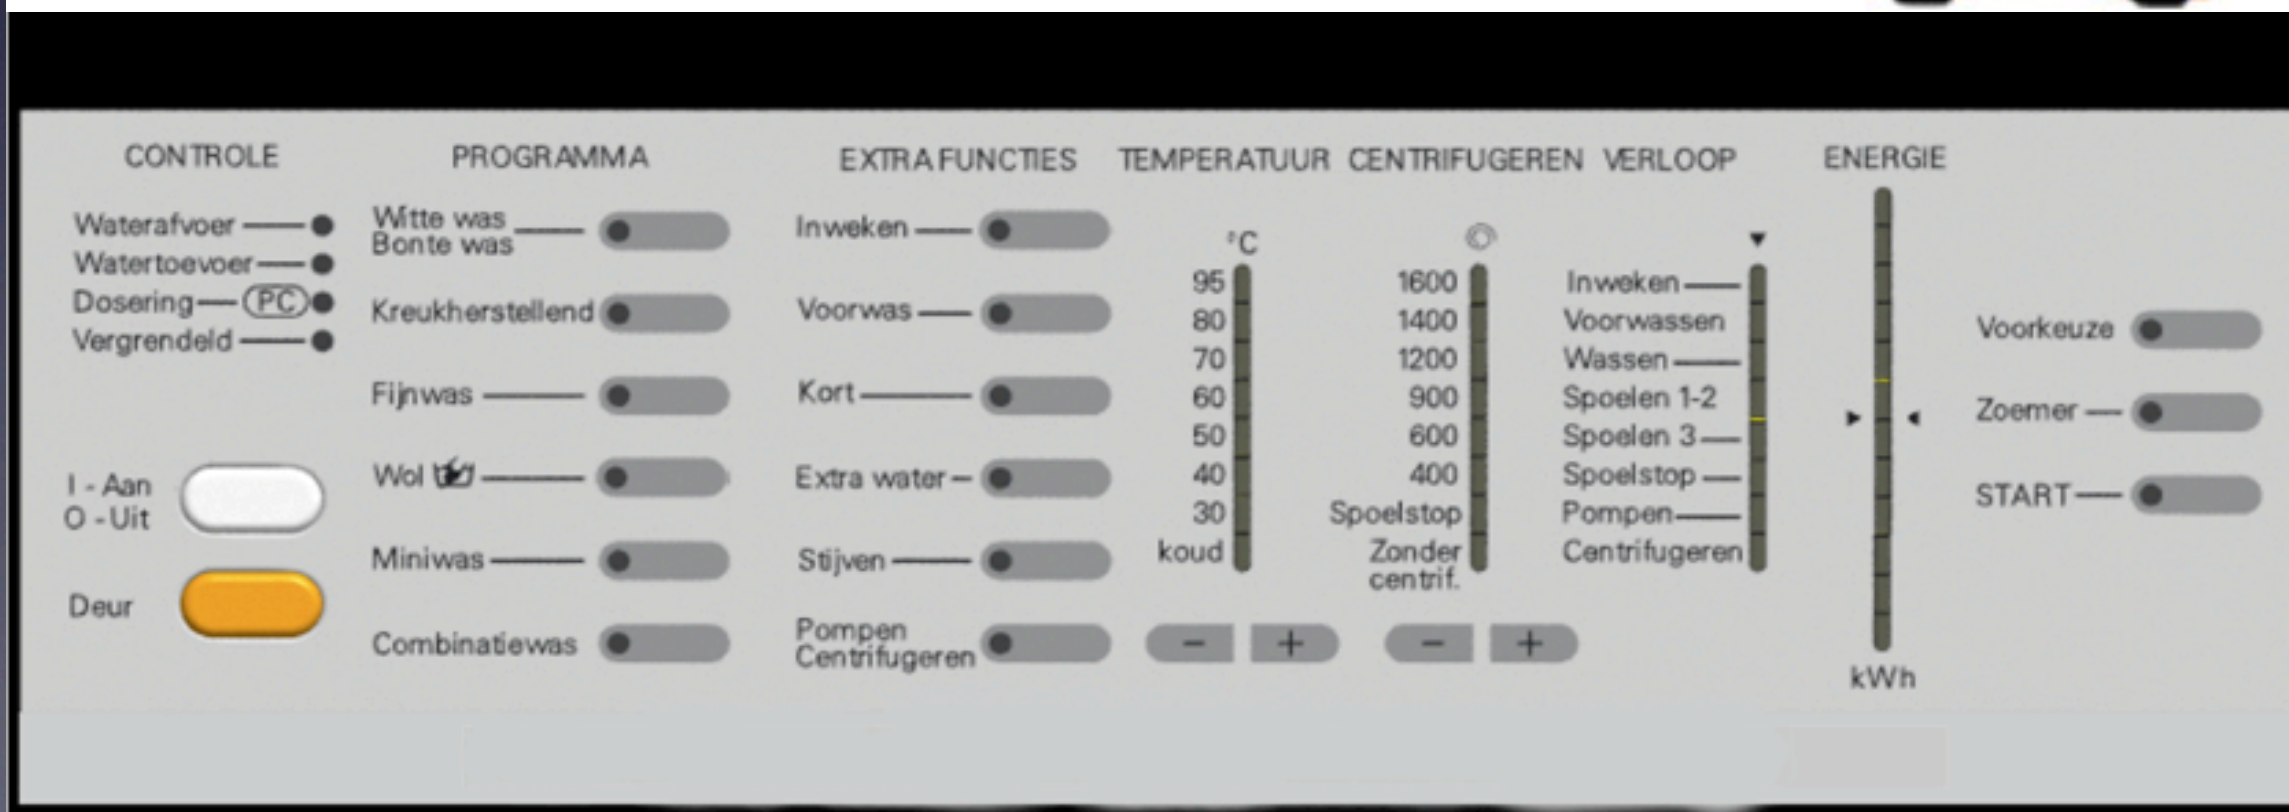 CONTROLE
Waterafvoer
Watertoevoer
Dosering PC
Vergrendeld
I - Aan
O - Uit
Deur
PROGRAMMA
Witte was
Bonte was
Kreukherstellend
Fijnwas
Wol
Miniwas
Combinatiewas
EXTRA FUNCTIES
Inweken
Voorwas
Kort
Extra water
Stijven
Pompen
Centrifugeren
TEMPERATUUR
°C
95
80
70
60
50
40
30
koud
- +
CENTRIFUGEREN
1600
1400
1200
900
600
400
Spoelstop
Zonder
centrif.
- +
VERLOOP
Inweken
Voorwassen
Wassen
Spoelen 1-2
Spoelen 3
Spoelstop
Pompen
Centrifugeren
ENERGIE
kWh
Voorkeuze
Zoemer
START